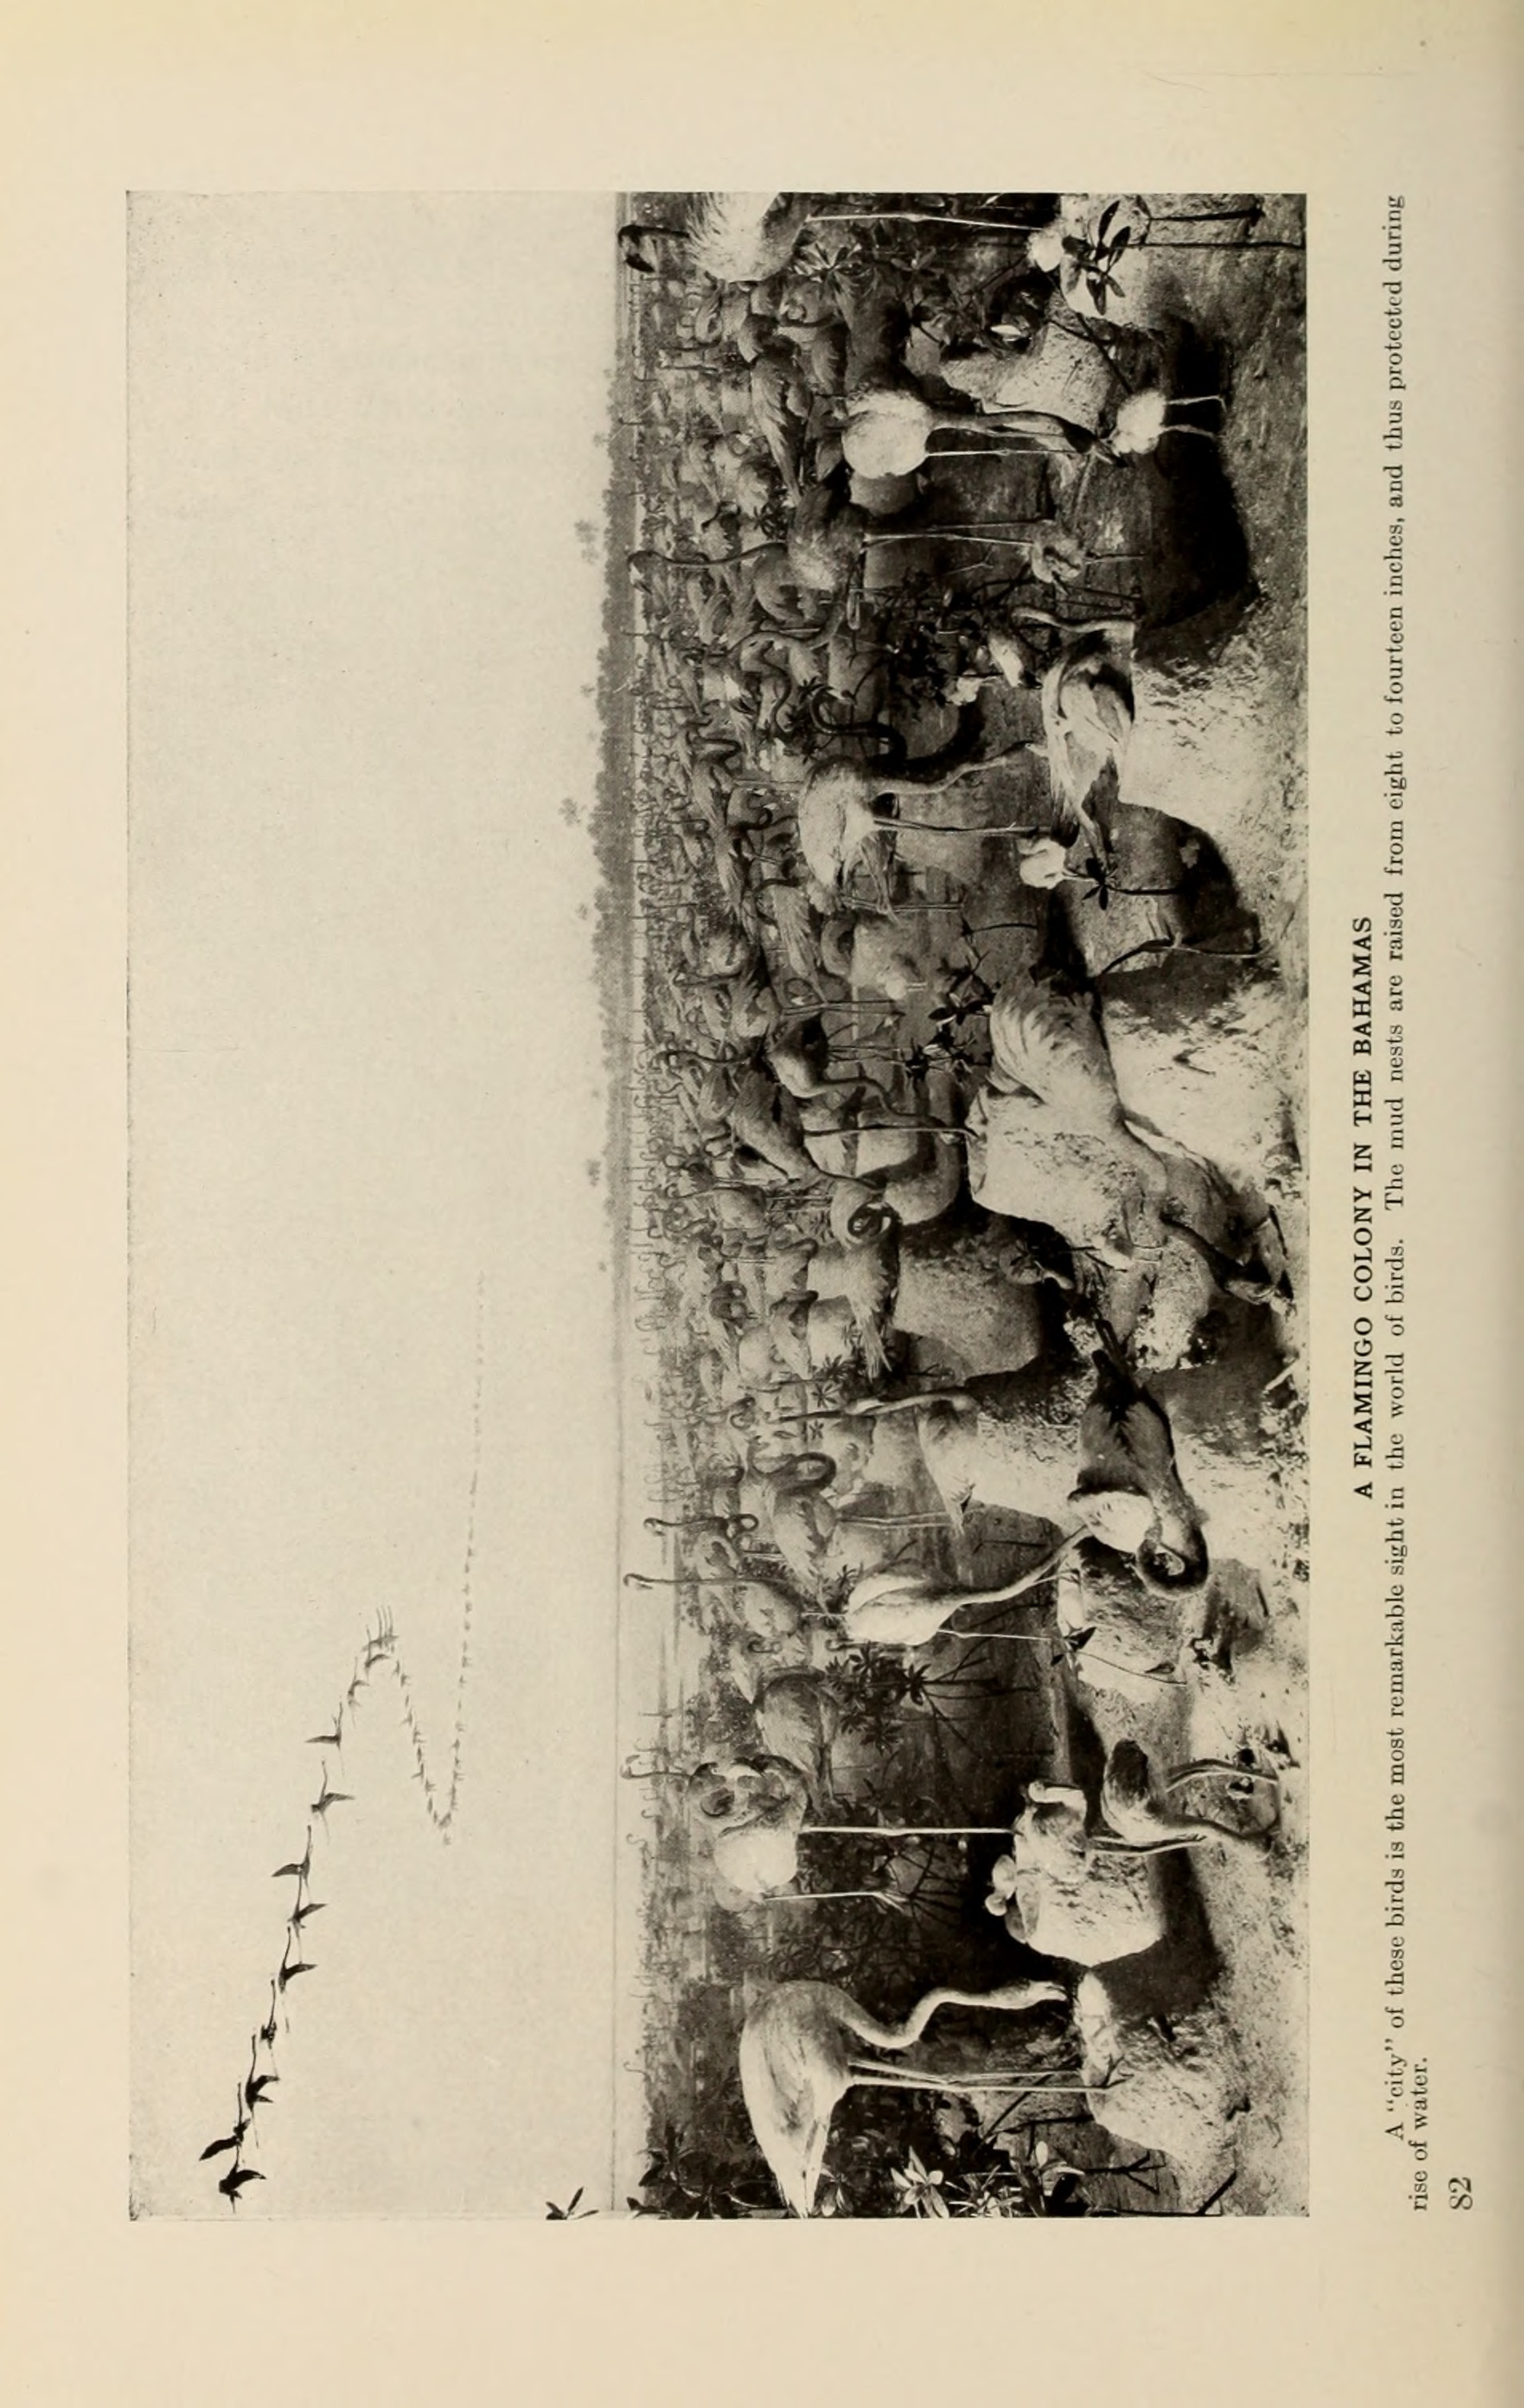 A FLAMINGO COLONY IN THE BAHAMAS
A “city” of these birds is the most remarkable sight in the world of birds. The mud nests are raised from eight to fourteen inches, and thus protected during
rise of water.
82